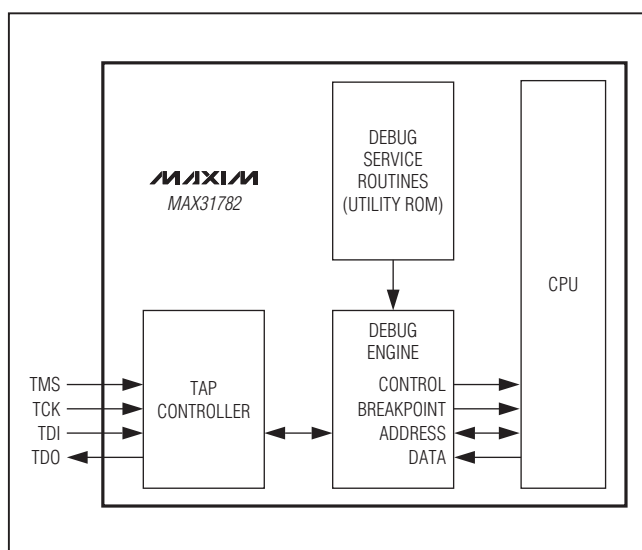 MAXIM
MAX31782
DEBUG
SERVICE
ROUTINES
(UTILITY ROM)
CPU
DEBUG
ENGINE
CONTROL
BREAKPOINT
ADDRESS
DATA
TAP
CONTROLLER
TMS
TCK
TDI
TDO